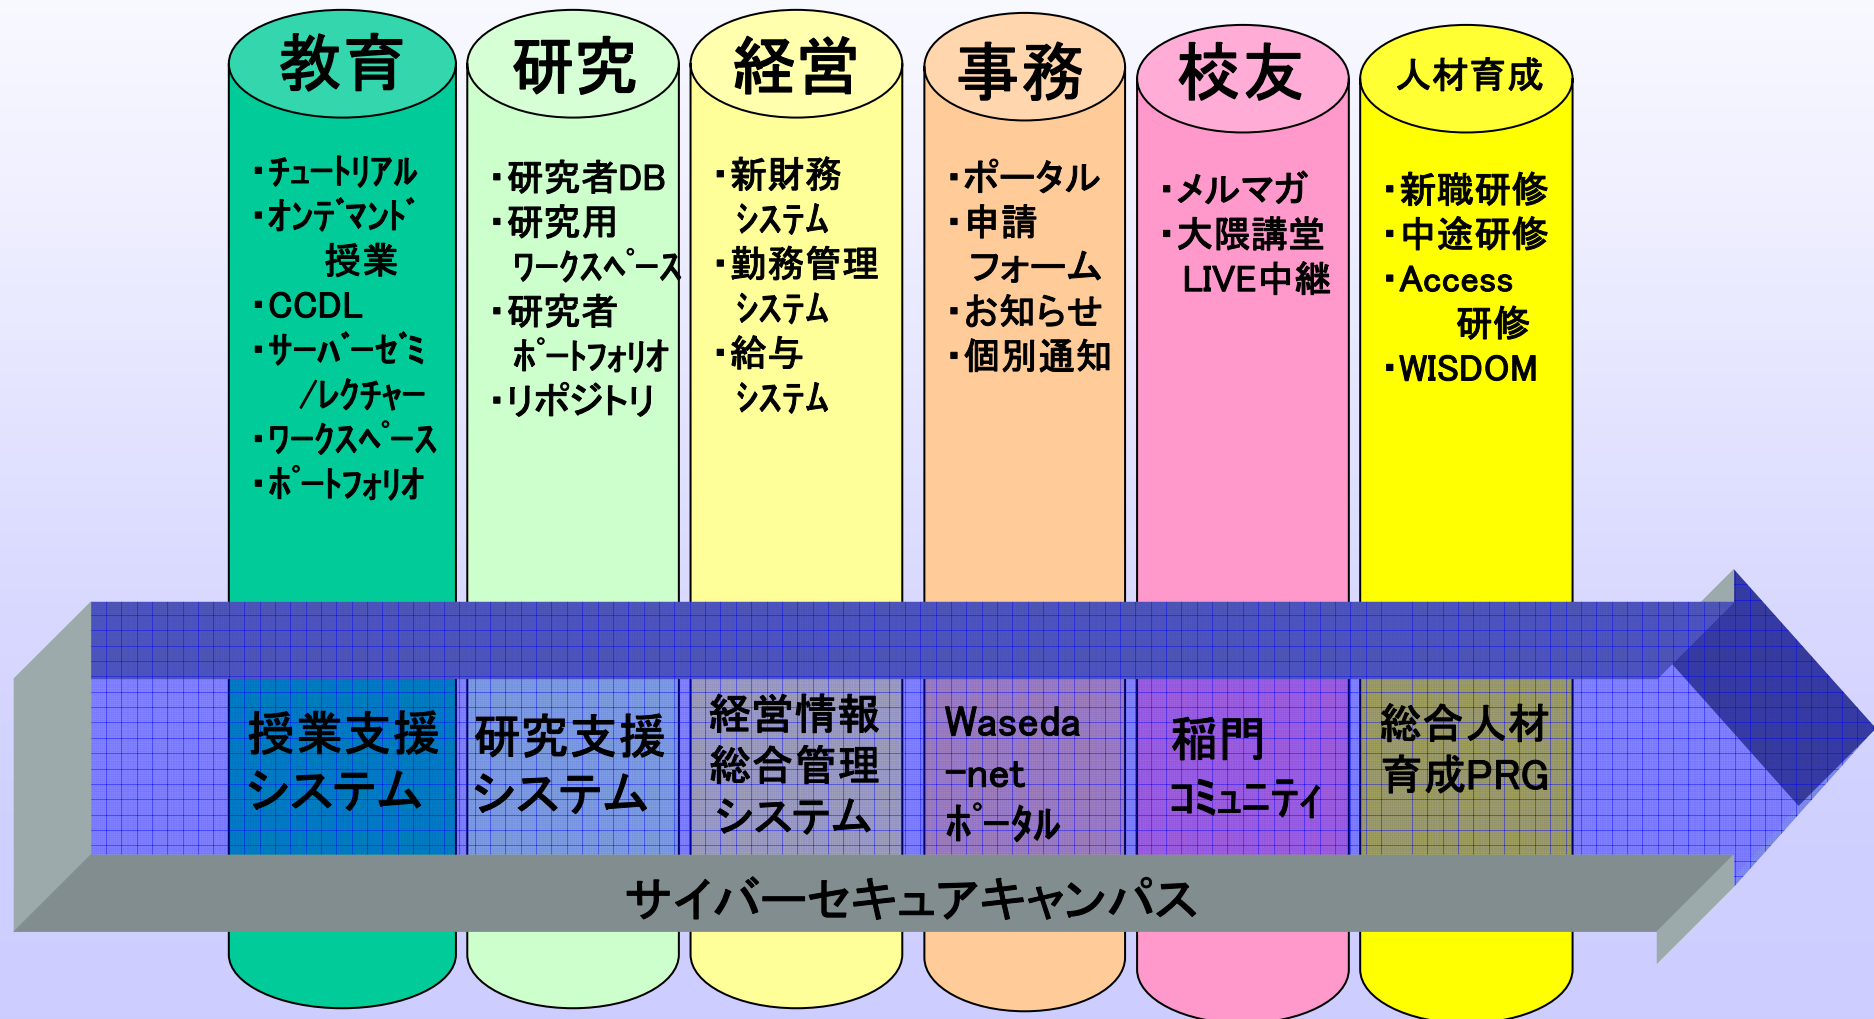 教育
・ﾁｭｰﾄﾘｱﾙ
・ｵﾝﾃﾞﾏﾝﾄﾞ
授業
・CCDL
・ｻｰﾊﾞｰｾﾞﾐ
/ﾚｸﾁｬｰ
・ﾜｰｸｽﾍﾟｰｽ
・ﾎﾟｰﾄﾌｫﾘｵ
授業支援
システム
研究
・研究者DB
・研究用
ﾜｰｸｽﾍﾟｰｽ
・研究者
ﾎﾟｰﾄﾌｫﾘｵ
・リポジトリ
研究支援
システム
経営
・新財務
ｼｽﾃﾑ
・勤務管理
ｼｽﾃﾑ
・給与
ｼｽﾃﾑ
経営情報
総合管理
システム
事務
・ポータル
・申請
フォーム
・お知らせ
・個別通知
Waseda
-net
ﾎﾟｰﾀﾙ
校友
・メルマガ
・大隈講堂
LIVE中継
稲門
ｺﾐｭﾆﾃｨ
人材育成
・新職研修
・中途研修
・Access
研修
・WISDOM
総合人材
育成PRG
サイバーセキュアキャンパス